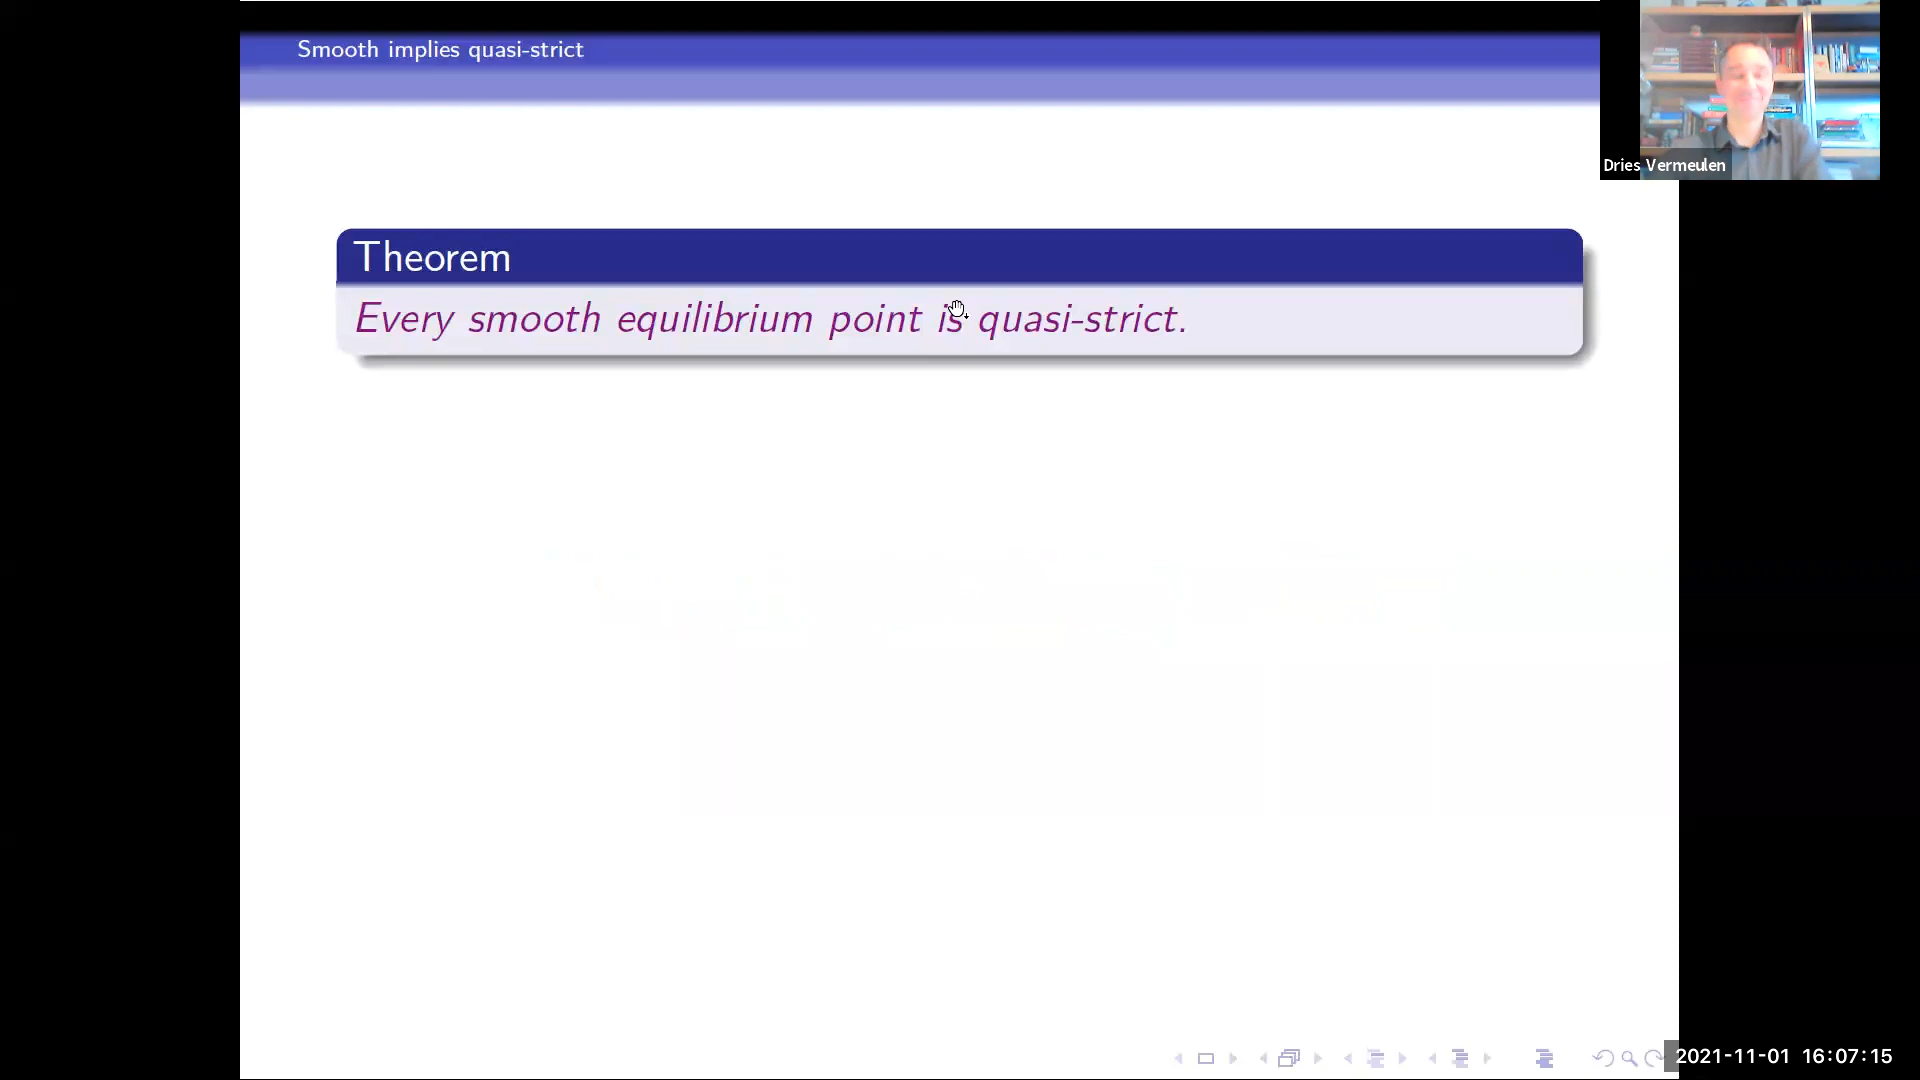 Smooth implies quasi-strict
Dries Vermeulen
Theorem
Every smooth equilibrium point is quasi-strict.
2021-11-01 16:07:15